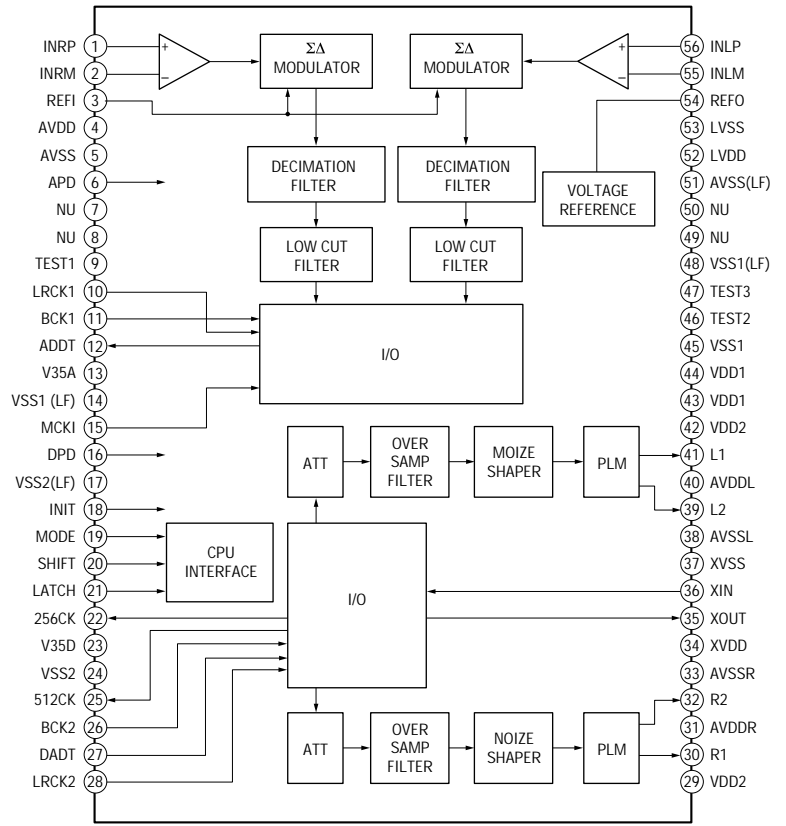 INRP 1
INRM 2
REFI 3
AVDD 4
AVSS 5
APD 6
NU 7
NU 8
TEST1 9
LRCK1 10
BCK1 11
ADDT 12
V35A 13
VSS1 (LF) 14
MCKI 15
DPD 16
VSS2(LF) 17
INIT 18
MODE 19
SHIFT 20
LATCH 21
256CK 22
V35D 23
VSS2 24
512CK 25
BCK2 26
DADT 27
LRCK2 28
+
–
ΣΔ
MODULATOR
ΣΔ
MODULATOR
+
–
DECIMATION
FILTER
DECIMATION
FILTER
VOLTAGE
REFERENCE
LOW CUT
FILTER
LOW CUT
FILTER
I/O
ATT
OVER
SAMP
FILTER
MOIZE
SHAPER
PLM
CPU
INTERFACE
I/O
ATT
OVER
SAMP
FILTER
NOIZE
SHAPER
PLM
56 INLP
55 INLM
54 REFO
53 LVSS
52 LVDD
51 AVSS(LF)
50 NU
49 NU
48 VSS1(LF)
47 TEST3
46 TEST2
45 VSS1
44 VDD1
43 VDD1
42 VDD2
41 L1
40 AVDDL
39 L2
38 AVSSL
37 XVSS
36 XIN
35 XOUT
34 XVDD
33 AVSSR
32 R2
31 AVDDR
30 R1
29 VDD2